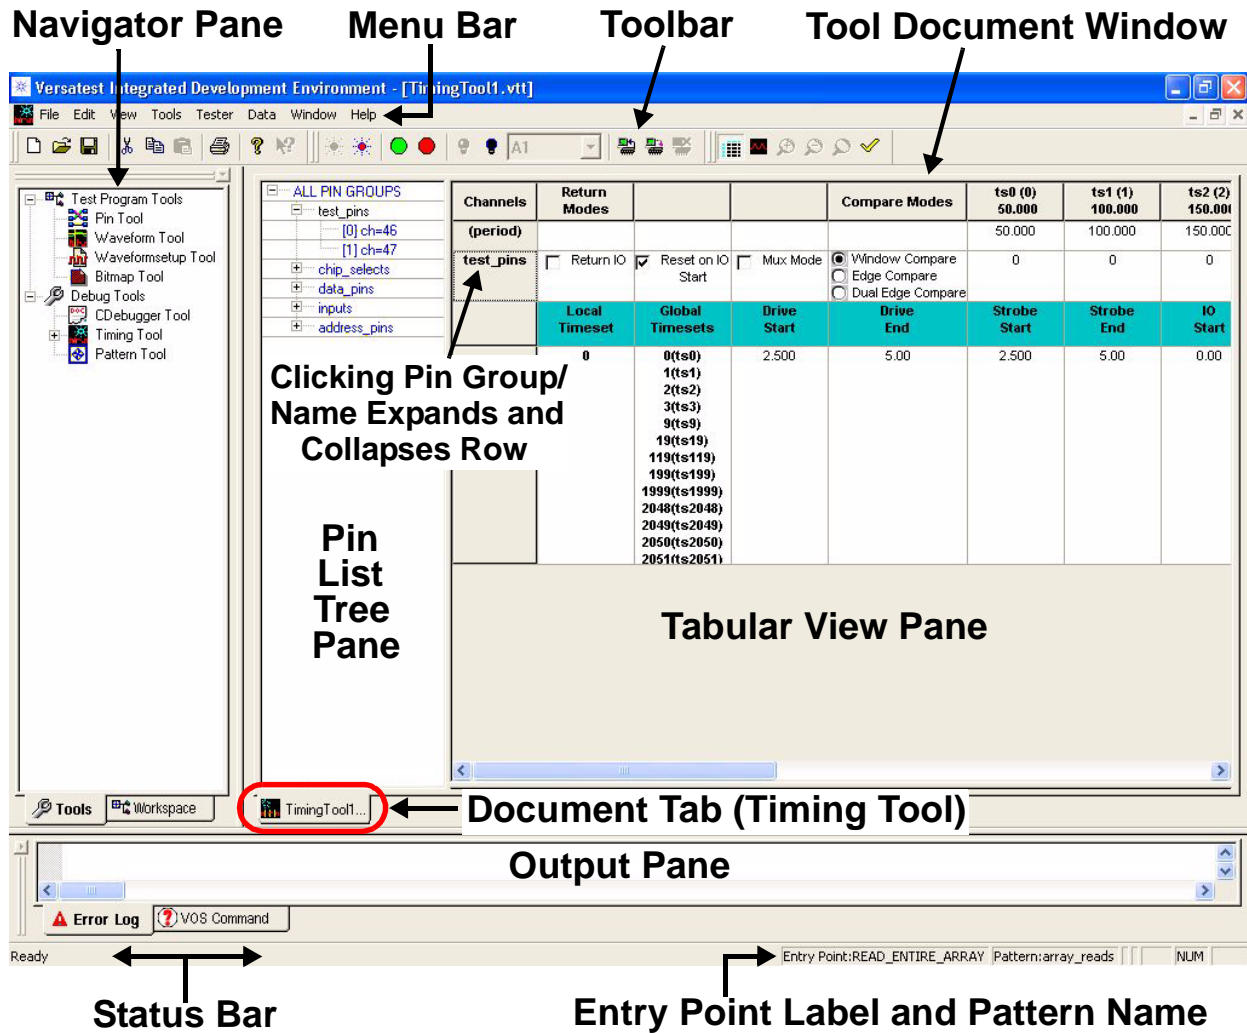 Navigator Pane
Menu Bar
Toolbar
Tool Document Window
Versatest Integrated Development Environment - [TimingTool1.vtt]
File Edit View Tools Tester Data Window Help
A1
Test Program Tools
Pin Tool
Waveform Tool
Waveformsetup Tool
Bitmap Tool
Debug Tools
CDebugger Tool
Timing Tool
Pattern Tool
ALL PIN GROUPS
test_pins
[0] ch=46
[1] ch=47
chip_selects
data_pins
inputs
address_pins
Channels
Return Modes
Compare Modes
ts0 (0) 50.000
ts1 (1) 100.000
ts2 (2) 150.000
(period)
50.000
100.000
150.000
test_pins
Return IO
Reset on IO Start
Mux Mode
Window Compare
Edge Compare
Dual Edge Compare
0
0
0
Local Timeset
Global Timesets
Drive Start
Drive End
Strobe Start
Strobe End
IO Start
0
0(ts0)
1(ts1)
2(ts2)
3(ts3)
9(ts9)
19(ts19)
119(ts119)
199(ts199)
1999(ts1999)
2048(ts2048)
2049(ts2049)
2050(ts2050)
2051(ts2051)
2.500
5.00
2.500
5.00
0.00
Clicking Pin Group/
Name Expands and
Collapses Row
Pin
List
Tree
Pane
Tabular View Pane
Tools
Workspace
TimingTool1...
Document Tab (Timing Tool)
Output Pane
Error Log
VOS Command
Ready
Entry Point:READ_ENTIRE_ARRAY
Pattern:array_reads
NUM
Status Bar
Entry Point Label and Pattern Name